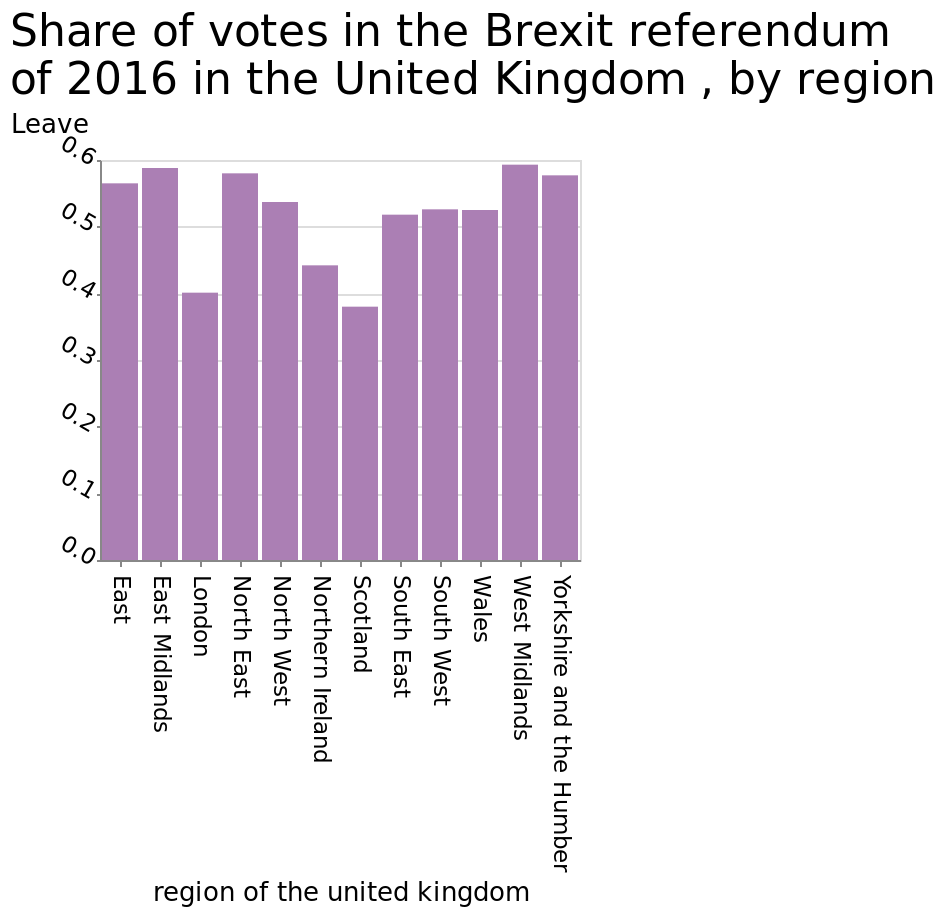 Share of votes in the Brexit referendum
of 2016 in the United Kingdom , by region
Leave
0.6
0.5
0.4
0.3
0.2
0.1
0.0
East
East Midlands
London
North East
North West
Northern Ireland
Scotland
South East
South West
Wales
West Midlands
Yorkshire and the Humber
region of the united kingdom